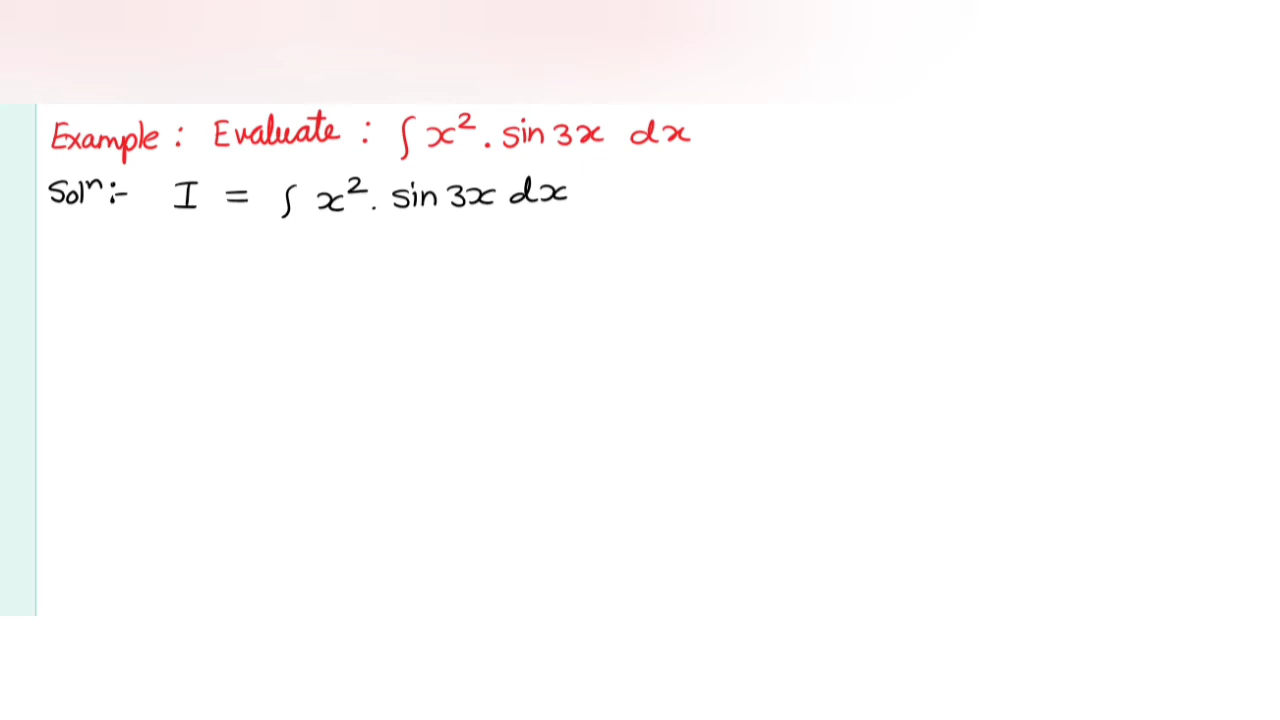 Example : Evaluate : ∫ x² . sin 3x dx
Solⁿ :- I = ∫ x² . sin 3x dx